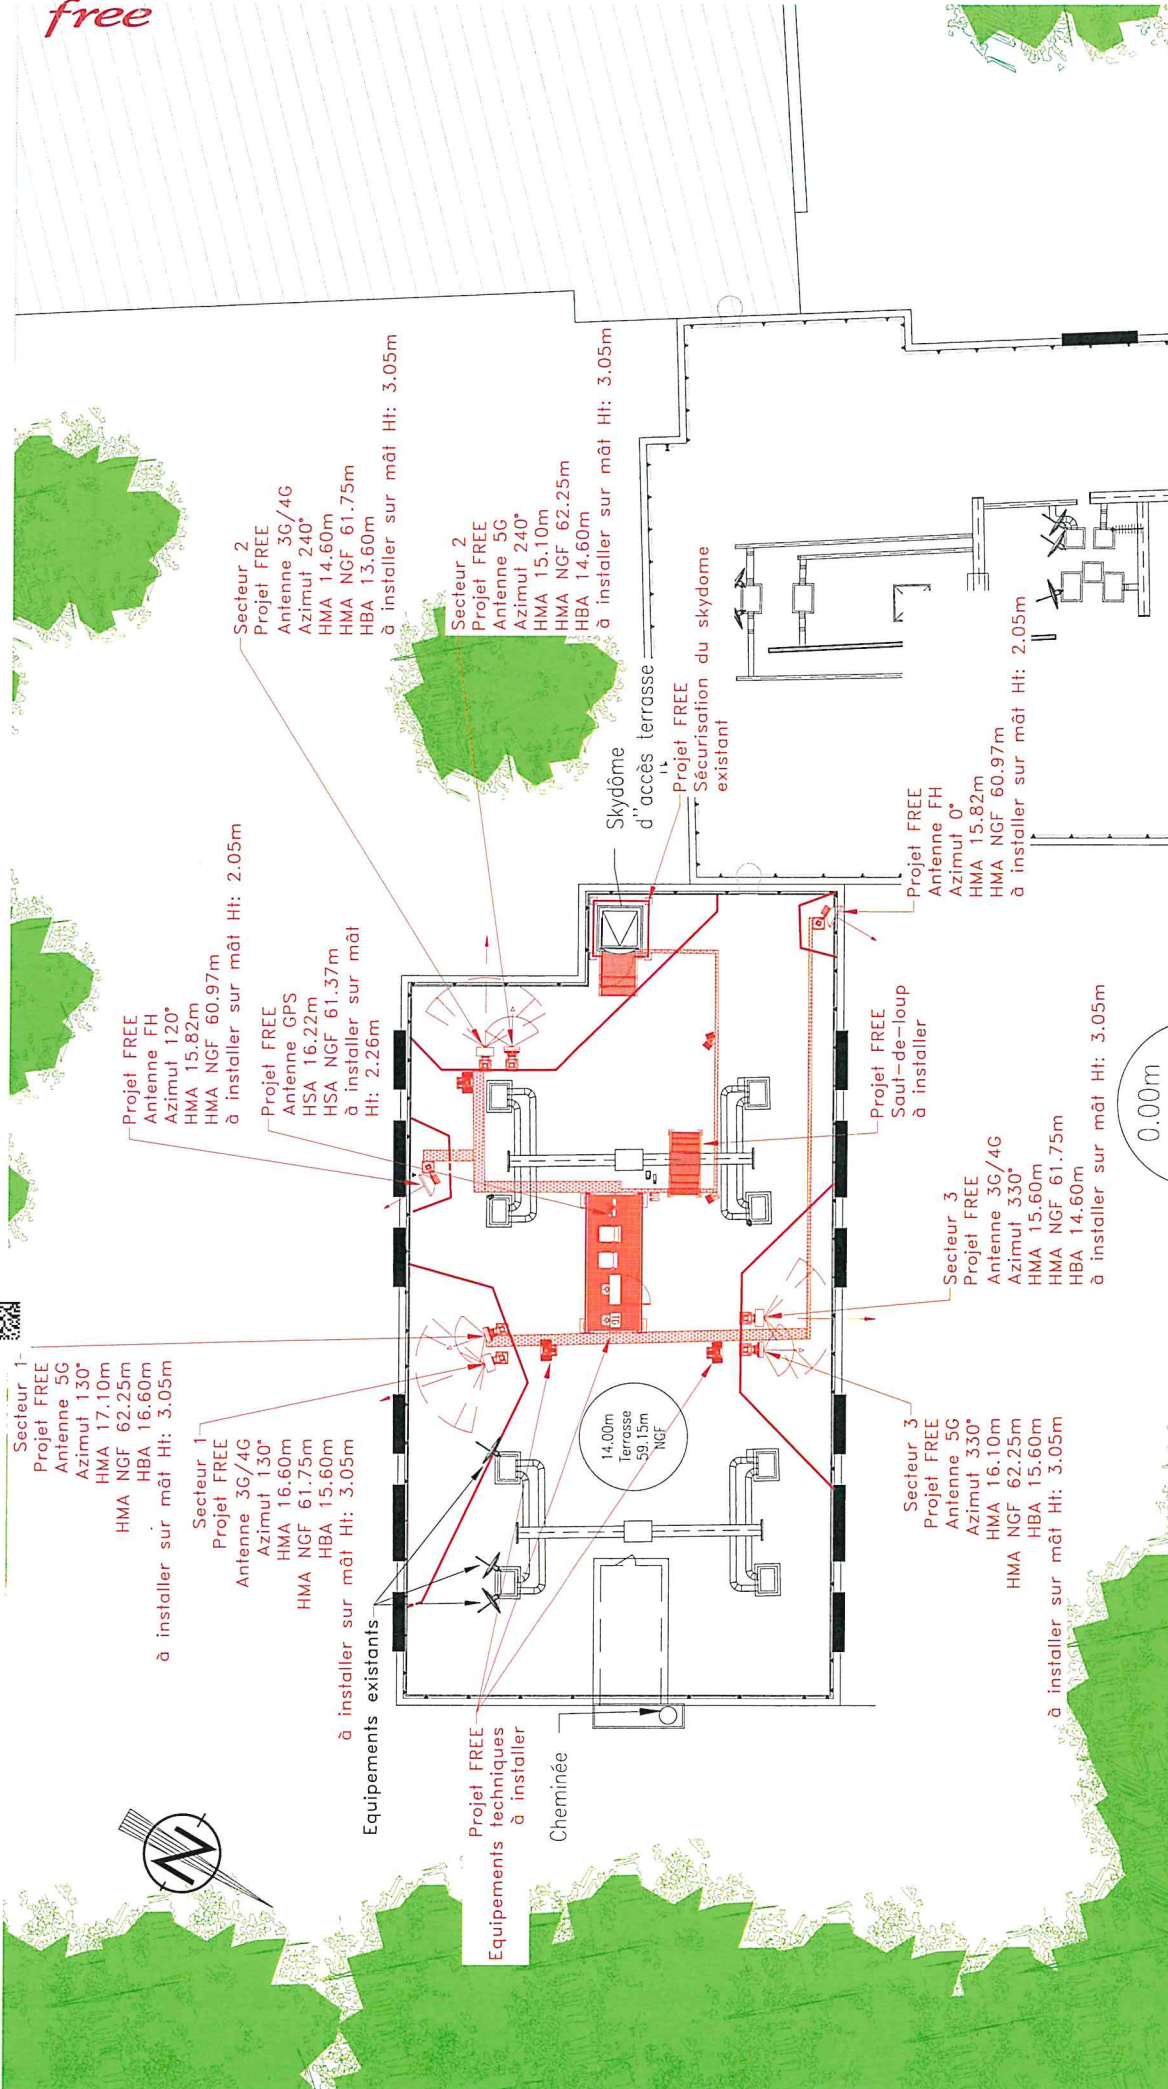 free
Secteur 1
Projet FREE
Antenne 5G
Azimut 130°
HMA 17.10m
HMA NGF 62.25m
HBA 16.60m
à installer sur mât Ht: 3.05m
Secteur 1
Projet FREE
Antenne 3G/4G
Azimut 130°
HMA 16.60m
HMA NGF 61.75m
HBA 15.60m
à installer sur mât Ht: 3.05m
Equipements existants
Projet FREE
Equipements techniques
à installer
Cheminée
Projet FREE
Antenne FH
Azimut 120°
HMA 15.82m
HMA NGF 60.97m
à installer sur mât Ht: 2.05m
Projet FREE
Antenne GPS
HSA 16.22m
HSA NGF 61.37m
à installer sur mât
Ht: 2.26m
Secteur 2
Projet FREE
Antenne 3G/4G
Azimut 240°
HMA 14.60m
HMA NGF 61.75m
HBA 13.60m
à installer sur mât Ht: 3.05m
Secteur 2
Projet FREE
Antenne 5G
Azimut 240°
HMA 15.10m
HMA NGF 62.25m
HBA 14.60m
à installer sur mât Ht: 3.05m
Skydôme
d''accès terrasse
Projet FREE
Sécurisation du skydome
existant
14.00m
Terrasse
59.15m
NGF
Projet FREE
Saut-de-loup
à installer
Projet FREE
Antenne FH
Azimut 0°
HMA 15.82m
HMA NGF 60.97m
à installer sur mât Ht: 2.05m
Secteur 3
Projet FREE
Antenne 3G/4G
Azimut 330°
HMA 15.60m
HMA NGF 61.75m
HBA 14.60m
à installer sur mât Ht: 3.05m
Secteur 3
Projet FREE
Antenne 5G
Azimut 330°
HMA 16.10m
HMA NGF 62.25m
HBA 15.60m
à installer sur mât Ht: 3.05m
0.00m
N